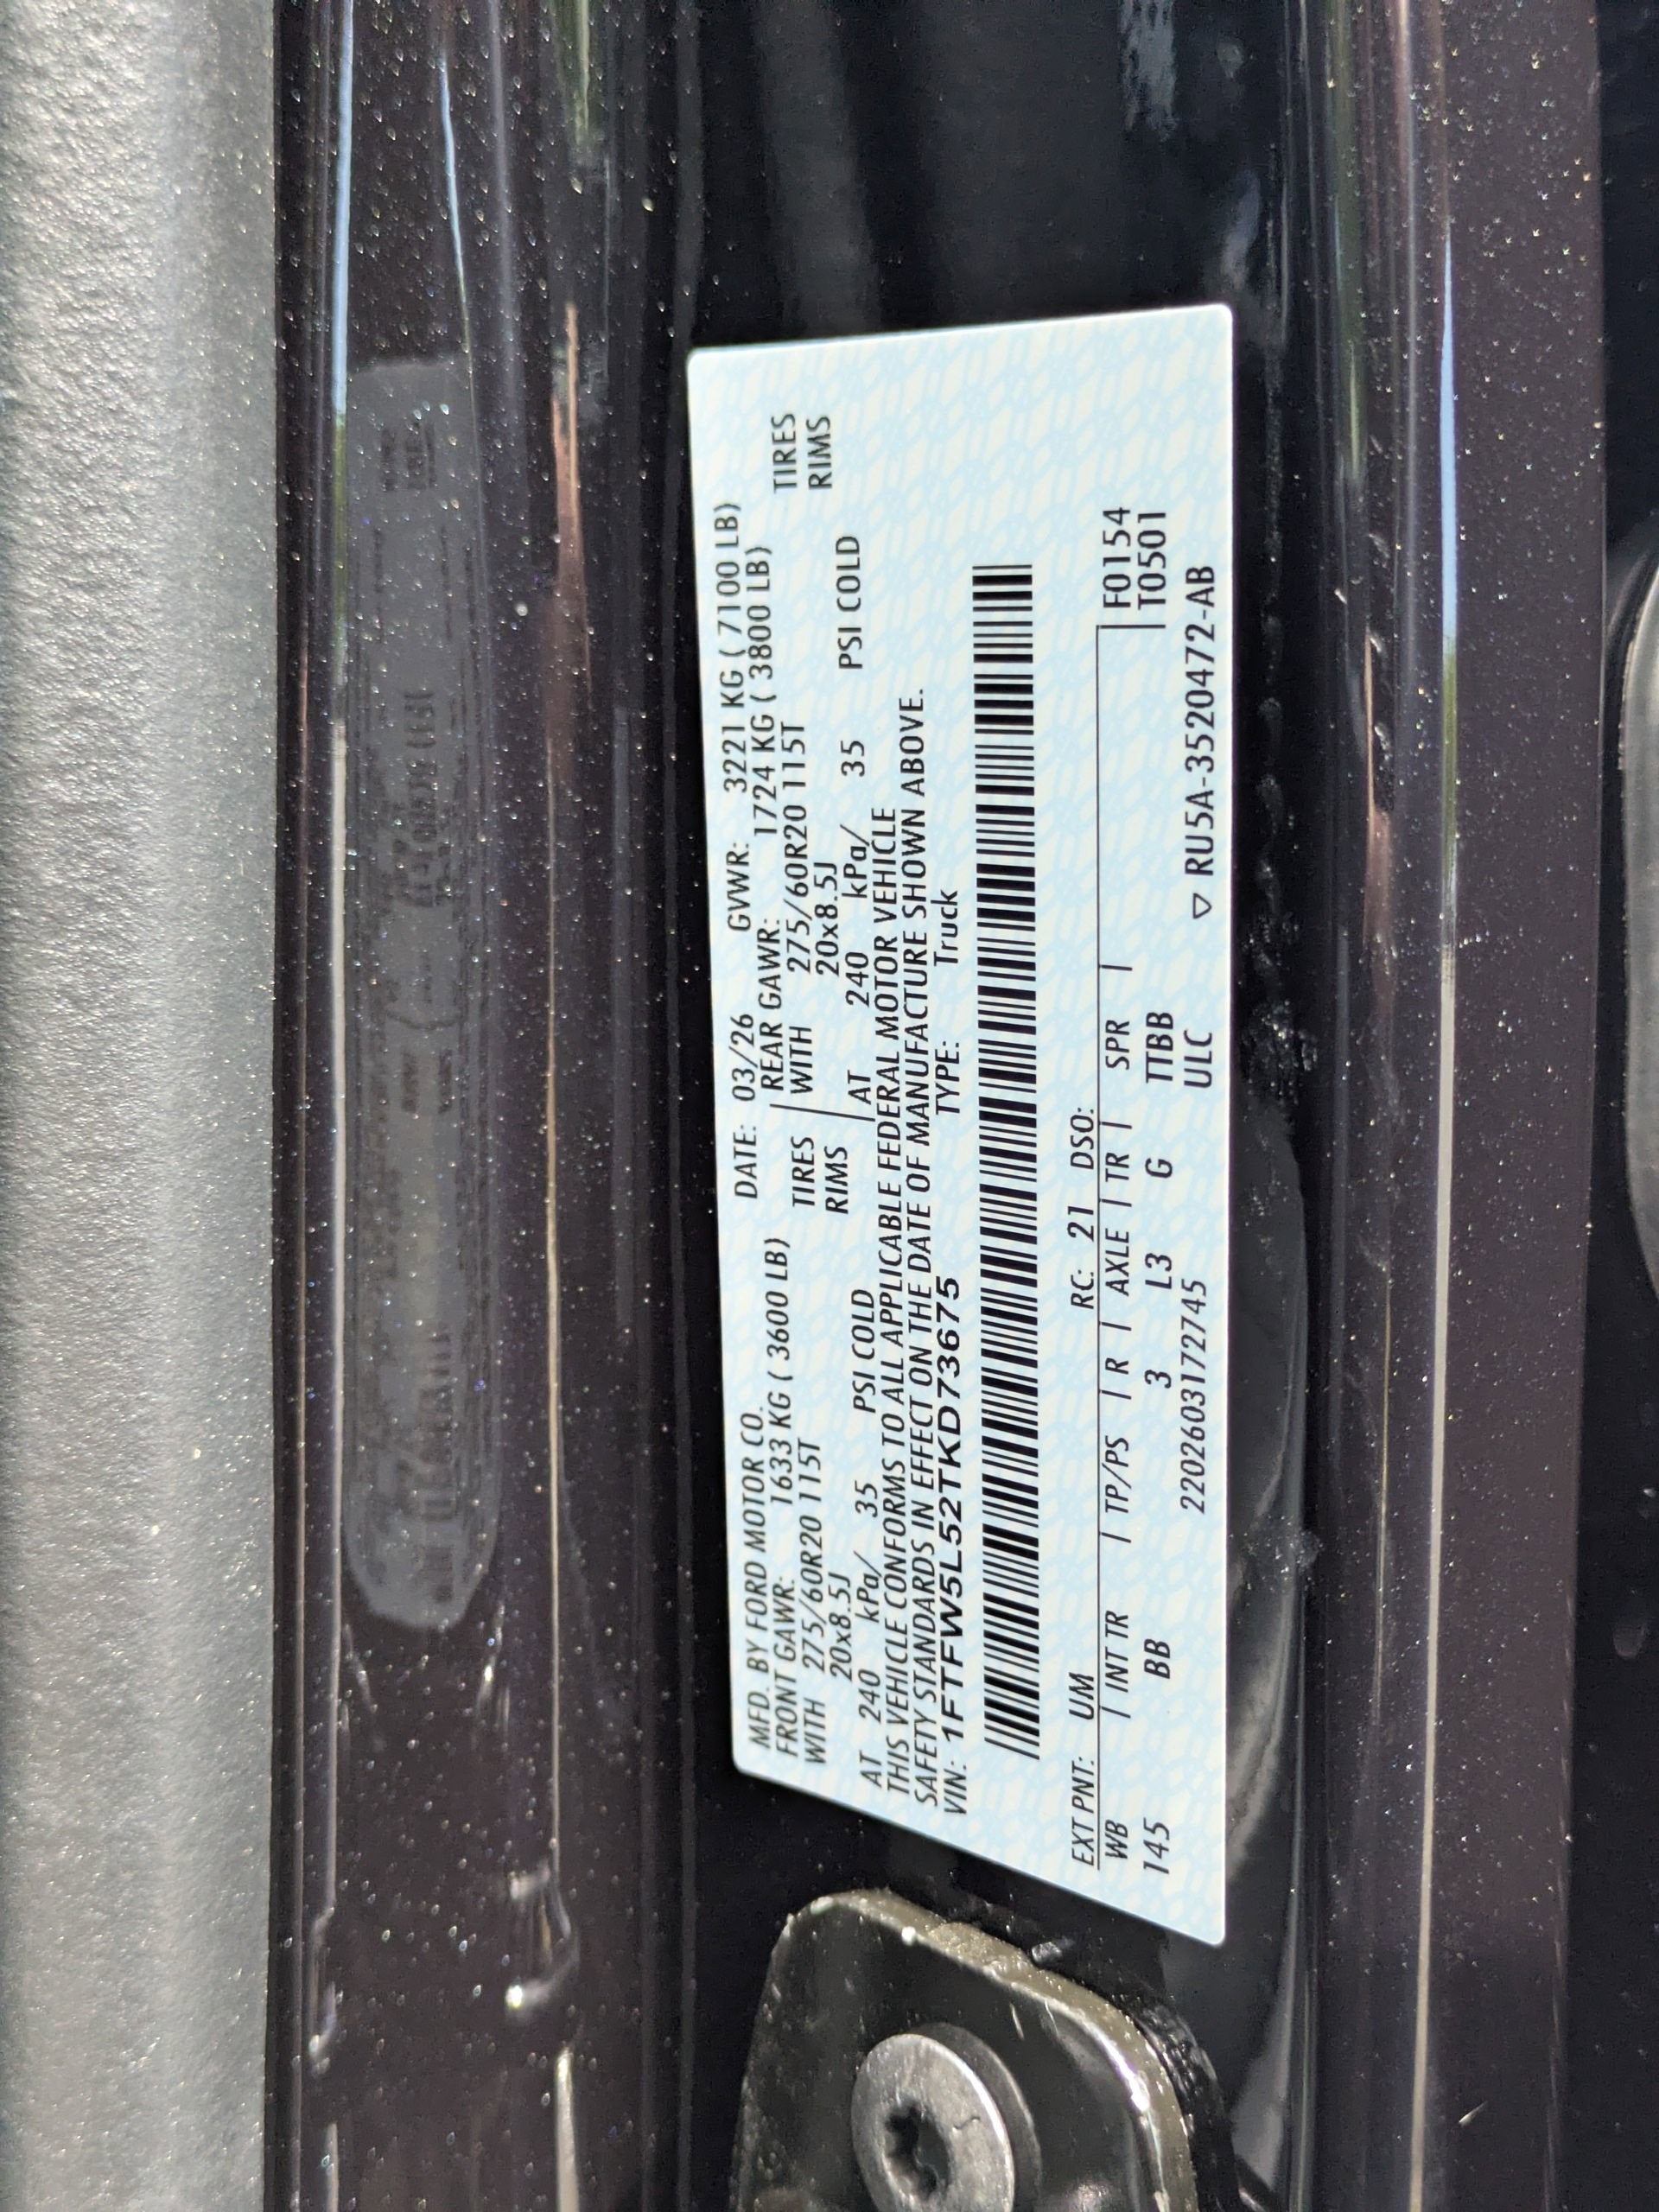 MFD. BY FORD MOTOR CO. DATE: 03/26 GVWR: 3221 KG ( 7100 LB)
FRONT GAWR: 1633 KG ( 3600 LB) REAR GAWR: 1724 KG ( 3800 LB)
WITH 275/60R20 115T TIRES WITH 275/60R20 115T TIRES
20x8.5J RIMS 20x8.5J RIMS
AT 240 kPa/ 35 PSI COLD AT 240 kPa/ 35 PSI COLD
THIS VEHICLE CONFORMS TO ALL APPLICABLE FEDERAL MOTOR VEHICLE
SAFETY STANDARDS IN EFFECT ON THE DATE OF MANUFACTURE SHOWN ABOVE.
VIN: 1FTFW5L52TKD73675 TYPE: Truck
EXT PNT: UM RC: 21 DSO:
WB | INT TR | TP/PS | R | AXLE | TR | SPR | F0154
145 BB 3 L3 G TTBB T0501
2202603172745 ULC ▽ RU5A-3520472-AB